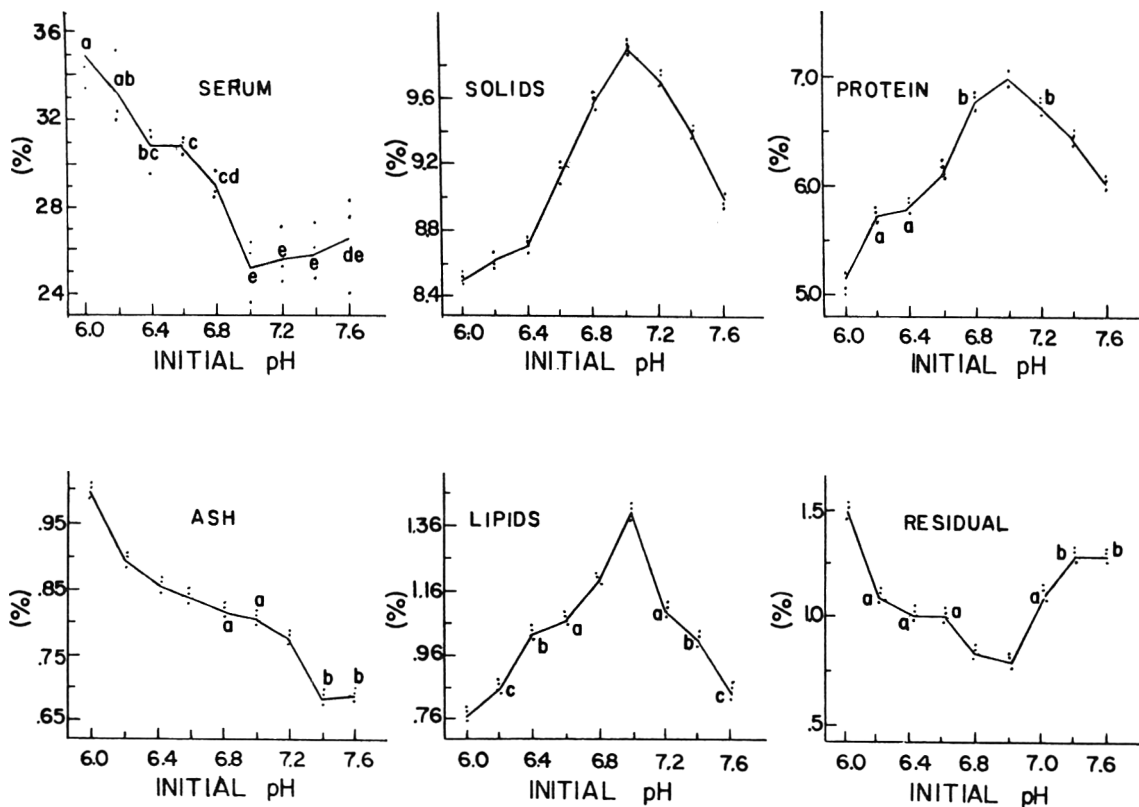 36
32
28
24
(%)
SERUM
a
ab
bc
c
cd
e
e
e
de
6.0 6.4 6.8 7.2 7.6
INITIAL pH
9.6
9.2
8.8
8.4
(%)
SOLIDS
6.0 6.4 6.8 7.2 7.6
INITIAL pH
7.0
6.0
5.0
(%)
PROTEIN
a
a
b
b
6.0 6.4 6.8 7.2 7.6
INITIAL pH
.95
.85
.75
.65
(%)
ASH
a
a
b
b
6.0 6.4 6.8 7.2 7.6
INITIAL pH
1.36
1.16
.96
.76
(%)
LIPIDS
c
b
a
a
b
c
6.0 6.4 6.8 7.2 7.6
INITIAL pH
1.5
1.0
.5
(%)
RESIDUAL
a
a
a
a
b
b
6.0 6.4 6.8 7.0 7.6
INITIAL pH